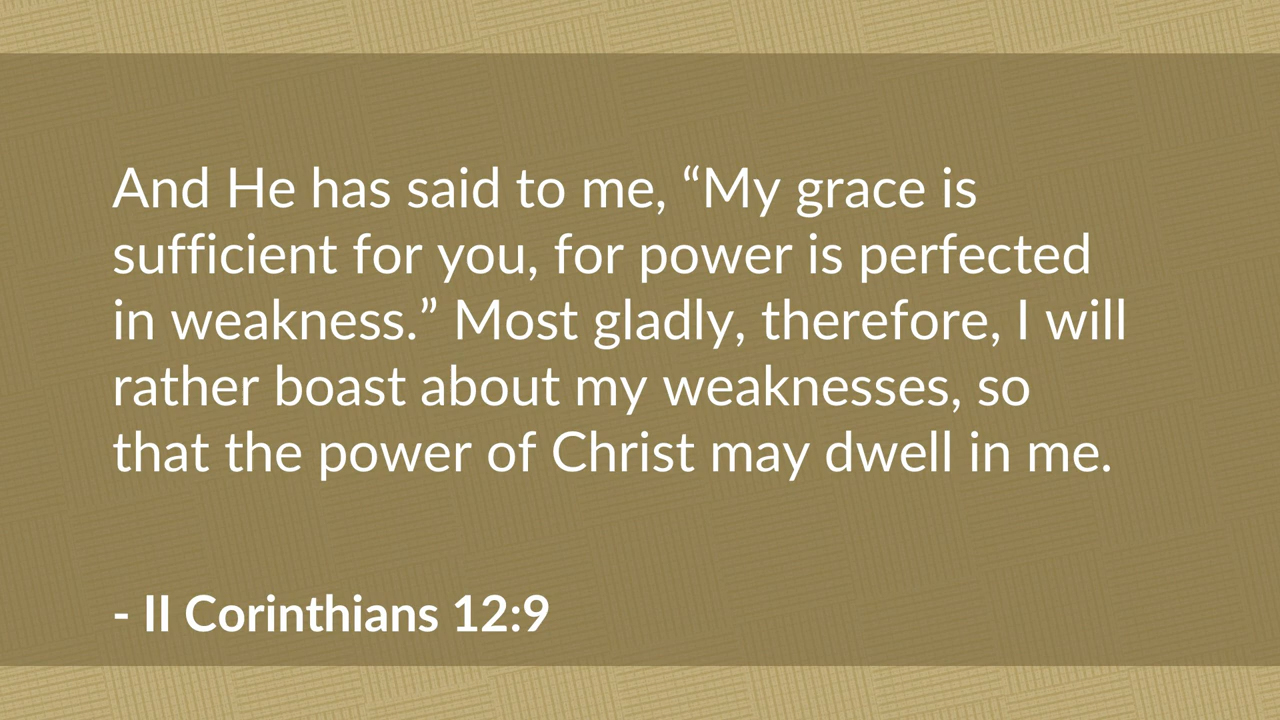 And He has said to me, “My grace is
sufficient for you, for power is perfected
in weakness.” Most gladly, therefore, I will
rather boast about my weaknesses, so
that the power of Christ may dwell in me.
- II Corinthians 12:9